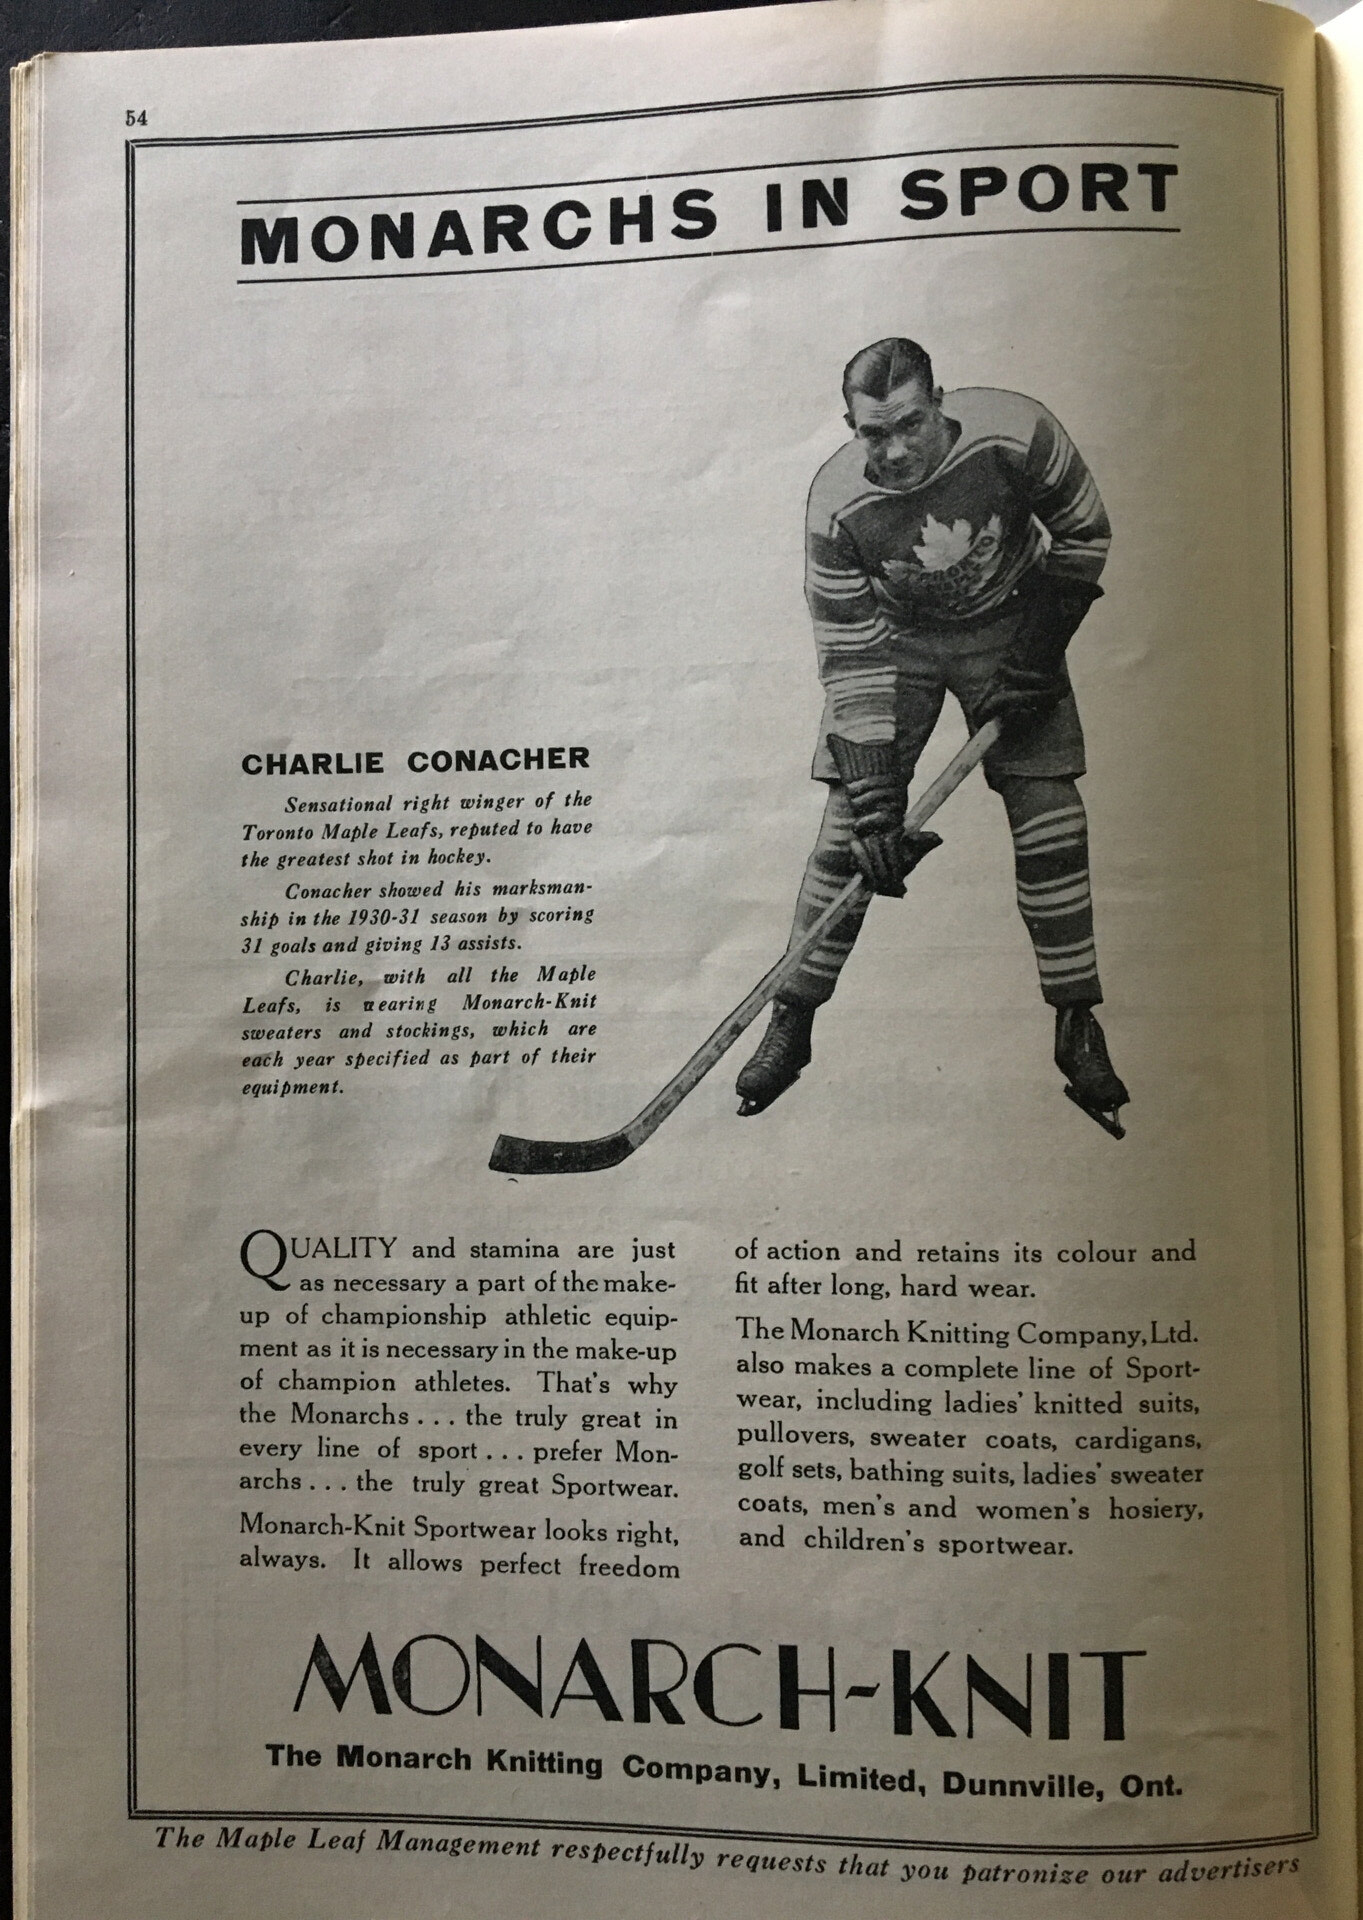 54
MONARCHS IN SPORT
CHARLIE CONACHER
Sensational right winger of the
Toronto Maple Leafs, reputed to have
the greatest shot in hockey.
Conacher showed his marksman-
ship in the 1930-31 season by scoring
31 goals and giving 13 assists.
Charlie, with all the Maple
Leafs, is wearing Monarch-Knit
sweaters and stockings, which are
each year specified as part of their
equipment.
QUALITY and stamina are just
as necessary a part of the make-
up of championship athletic equip-
ment as it is necessary in the make-up
of champion athletes. That's why
the Monarchs . . . the truly great in
every line of sport . . . prefer Mon-
archs . . . the truly great Sportwear.
Monarch-Knit Sportwear looks right,
always. It allows perfect freedom
of action and retains its colour and
fit after long, hard wear.
The Monarch Knitting Company, Ltd.
also makes a complete line of Sport-
wear, including ladies' knitted suits,
pullovers, sweater coats, cardigans,
golf sets, bathing suits, ladies' sweater
coats, men's and women's hosiery,
and children's sportwear.
MONARCH-KNIT
The Monarch Knitting Company, Limited, Dunnville, Ont.
The Maple Leaf Management respectfully requests that you patronize our advertisers